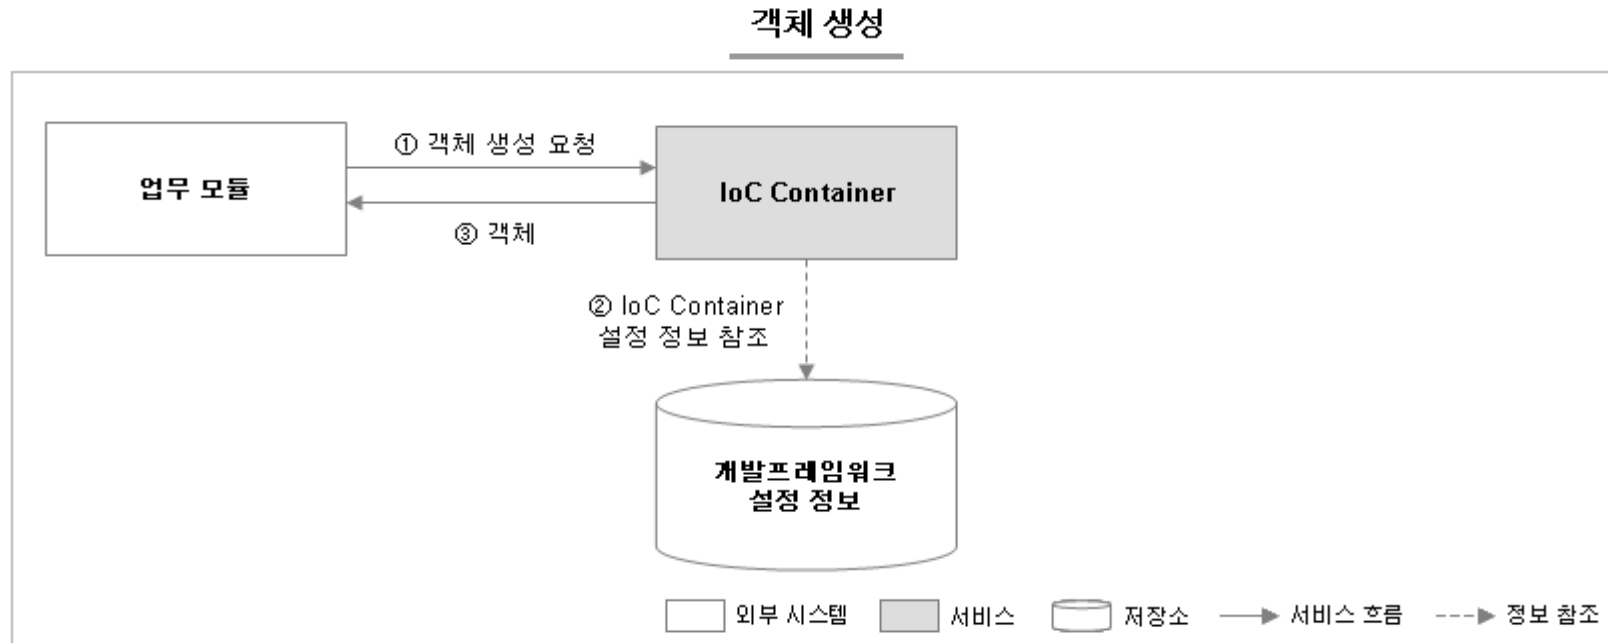 객체 생성
① 객체 생성 요청
업무 모듈
IoC Container
③ 객체
② IoC Container
설정 정보 참조
개발프레임워크
설정 정보
외부 시스템
서비스
저장소
서비스 흐름
정보 참조